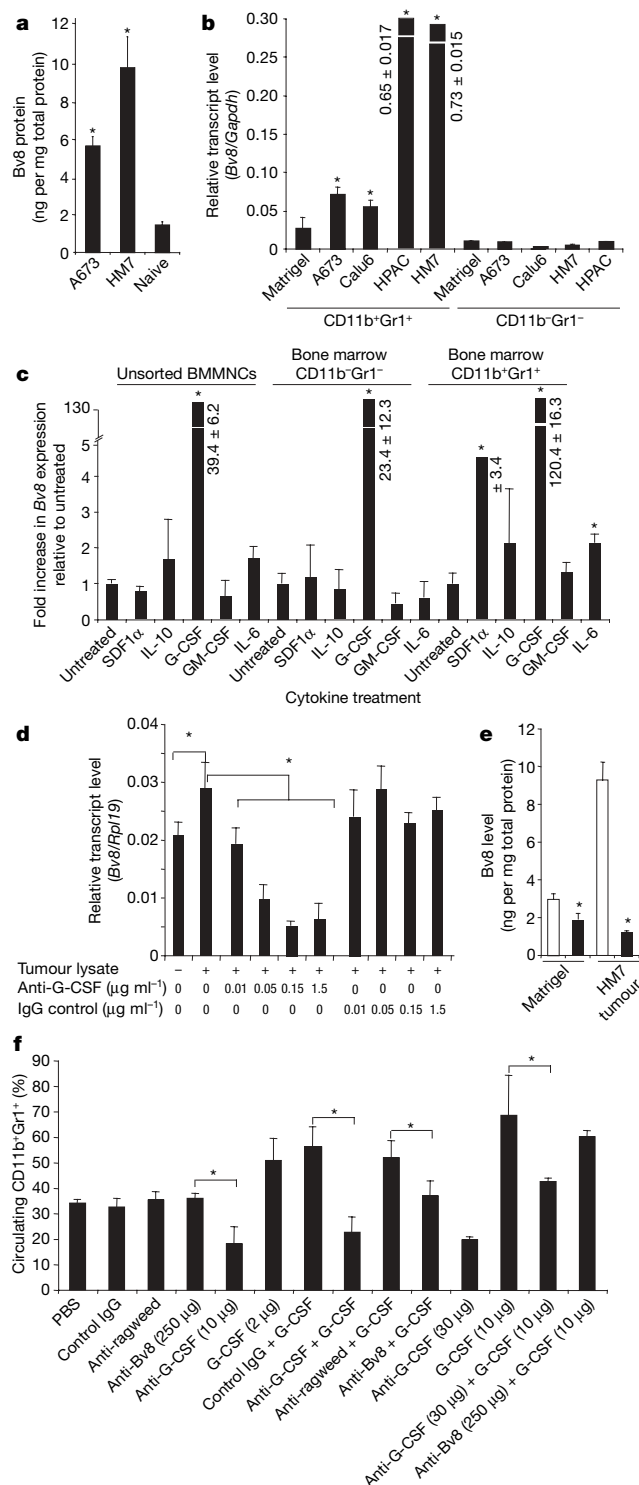 a
Bv8 protein
(ng per mg total protein)
12
10
8
6
4
2
0
*
*
A673
HM7
Naive
b
Relative transcript level
(Bv8/Gapdh)
0.30
0.25
0.20
0.15
0.10
0.05
0
*
*
*
*
0.65 ± 0.017
0.73 ± 0.015
Matrigel
A673
Calu6
HPAC
HM7
Matrigel
A673
Calu6
HM7
HPAC
CD11b+Gr1+
CD11b–Gr1–
c
Unsorted BMMNCs
Bone marrow
CD11b–Gr1–
Bone marrow
CD11b+Gr1+
Fold increase in Bv8 expression
relative to untreated
130
5
4
3
2
1
0
*
39.4 ± 6.2
*
23.4 ± 12.3
*
± 3.4
*
120.4 ± 16.3
*
Untreated
SDF1α
IL-10
G-CSF
GM-CSF
IL-6
Untreated
SDF1α
IL-10
G-CSF
GM-CSF
IL-6
Untreated
SDF1α
IL-10
G-CSF
GM-CSF
IL-6
Cytokine treatment
d
Relative transcript level
(Bv8/Rpl19)
0.04
0.03
0.02
0.01
0
*
*
Tumour lysate – + + + + + + + + +
Anti-G-CSF (µg ml–1) 0 0 0.01 0.05 0.15 1.5 0 0 0 0
IgG control (µg ml–1) 0 0 0 0 0 0 0.01 0.05 0.15 1.5
e
Bv8 level
(ng per mg total protein)
12
10
8
6
4
2
0
*
*
Matrigel
HM7
tumour
f
Circulating CD11b+Gr1+ (%)
90
80
70
60
50
40
30
20
10
0
*
*
*
*
PBS
Control IgG
Anti-ragweed
Anti-Bv8 (250 µg)
Anti-G-CSF (10 µg)
G-CSF (2 µg)
Control IgG + G-CSF
Anti-G-CSF + G-CSF
Anti-ragweed + G-CSF
Anti-Bv8 + G-CSF
Anti-G-CSF (30 µg)
G-CSF (10 µg)
Anti-G-CSF (30 µg) + G-CSF (10 µg)
Anti-Bv8 (250 µg) + G-CSF (10 µg)